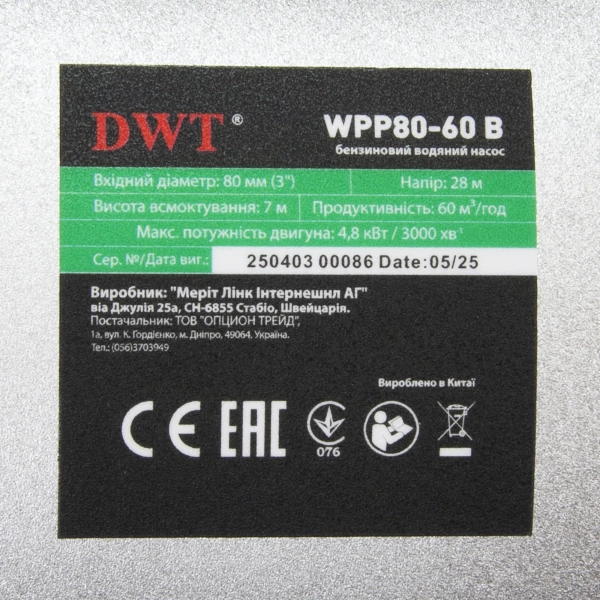 DWT® WPP80-60 B
бензиновий водяний насос
Вхідний діаметр: 80 мм (3") Напір: 28 м
Висота всмоктування: 7 м Продуктивність: 60 м³/год
Макс. потужність двигуна: 4,8 кВт / 3000 хв⁻¹
Сер. №/Дата виг.: 250403 00086 Date:05/25
Виробник: "Меріт Лінк Інтернешнл АГ"
віа Джулія 25а, CH-6855 Стабіо, Швейцарія.
Постачальник: ТОВ "ОПЦИОН ТРЕЙД",
1а, вул. К. Гордієнко, м. Дніпро, 49064, Україна.
Тел.: (056)3703949
Вироблено в Китаї
CE EAC
076